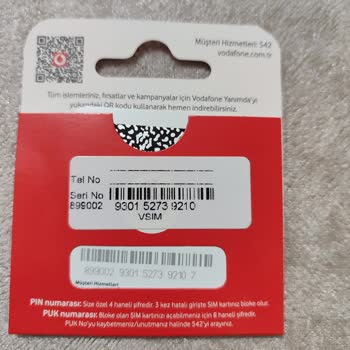 Müşteri Hizmetleri: 542
vodafone.com.tr
Tüm işlemleriniz, fırsatlar ve kampanyalar için Vodafone Yanımda'yı
yukarıdaki QR kodu kullanarak hemen indirebilirsiniz.
Tel No
Seri No
899002 9301 5273 9210
VSIM
899002 9301 5273 9210 7
Müşteri Hizmetleri
PIN numarası: Size özel 4 haneli şifredir. 3 kez hatalı girişte SIM kartınız bloke olur.
PUK numarası: Bloke olan SIM kartınızı açabilmeniz için 8 haneli şifredir.
PUK No'yu kaybetmeniz/unutmanız halinde 542'yi arayınız.